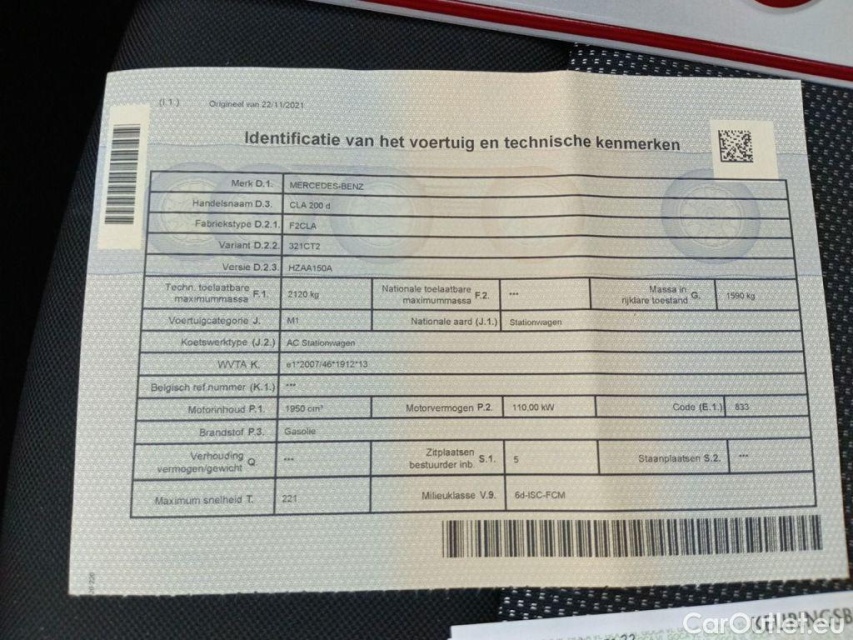 (I.1.) Origineel van 22/11/2021
Identificatie van het voertuig en technische kenmerken
Merk D.1. MERCEDES-BENZ
Handelsnaam D.3. CLA 200 d
Fabriekstype D.2.1. F2CLA
Variant D.2.2. 321CT2
Versie D.2.3. HZAA150A
Techn. toelaatbare maximummassa F.1. 2120 kg Nationale toelaatbare maximummassa F.2. --- Massa in rijklare toestand G. 1590 kg
Voertuigcategorie J. M1 Nationale aard (J.1.) Stationwagen
Koetswerktype (J.2.) AC Stationwagen
WVTA K. e1*2007/46*1912*13
Belgisch ref.nummer (K.1.) ---
Motorinhoud P.1. 1950 cm³ Motorvermogen P.2. 110,00 kW Code (E.1.) 833
Brandstof P.3. Gasolie
Verhouding vermogen/gewicht Q. --- Zitplaatsen bestuurder inb. S.1. 5 Staanplaatsen S.2. ---
Maximum snelheid T. 221 Milieuklasse V.9. 6d-ISC-FCM
CarOutlet.eu